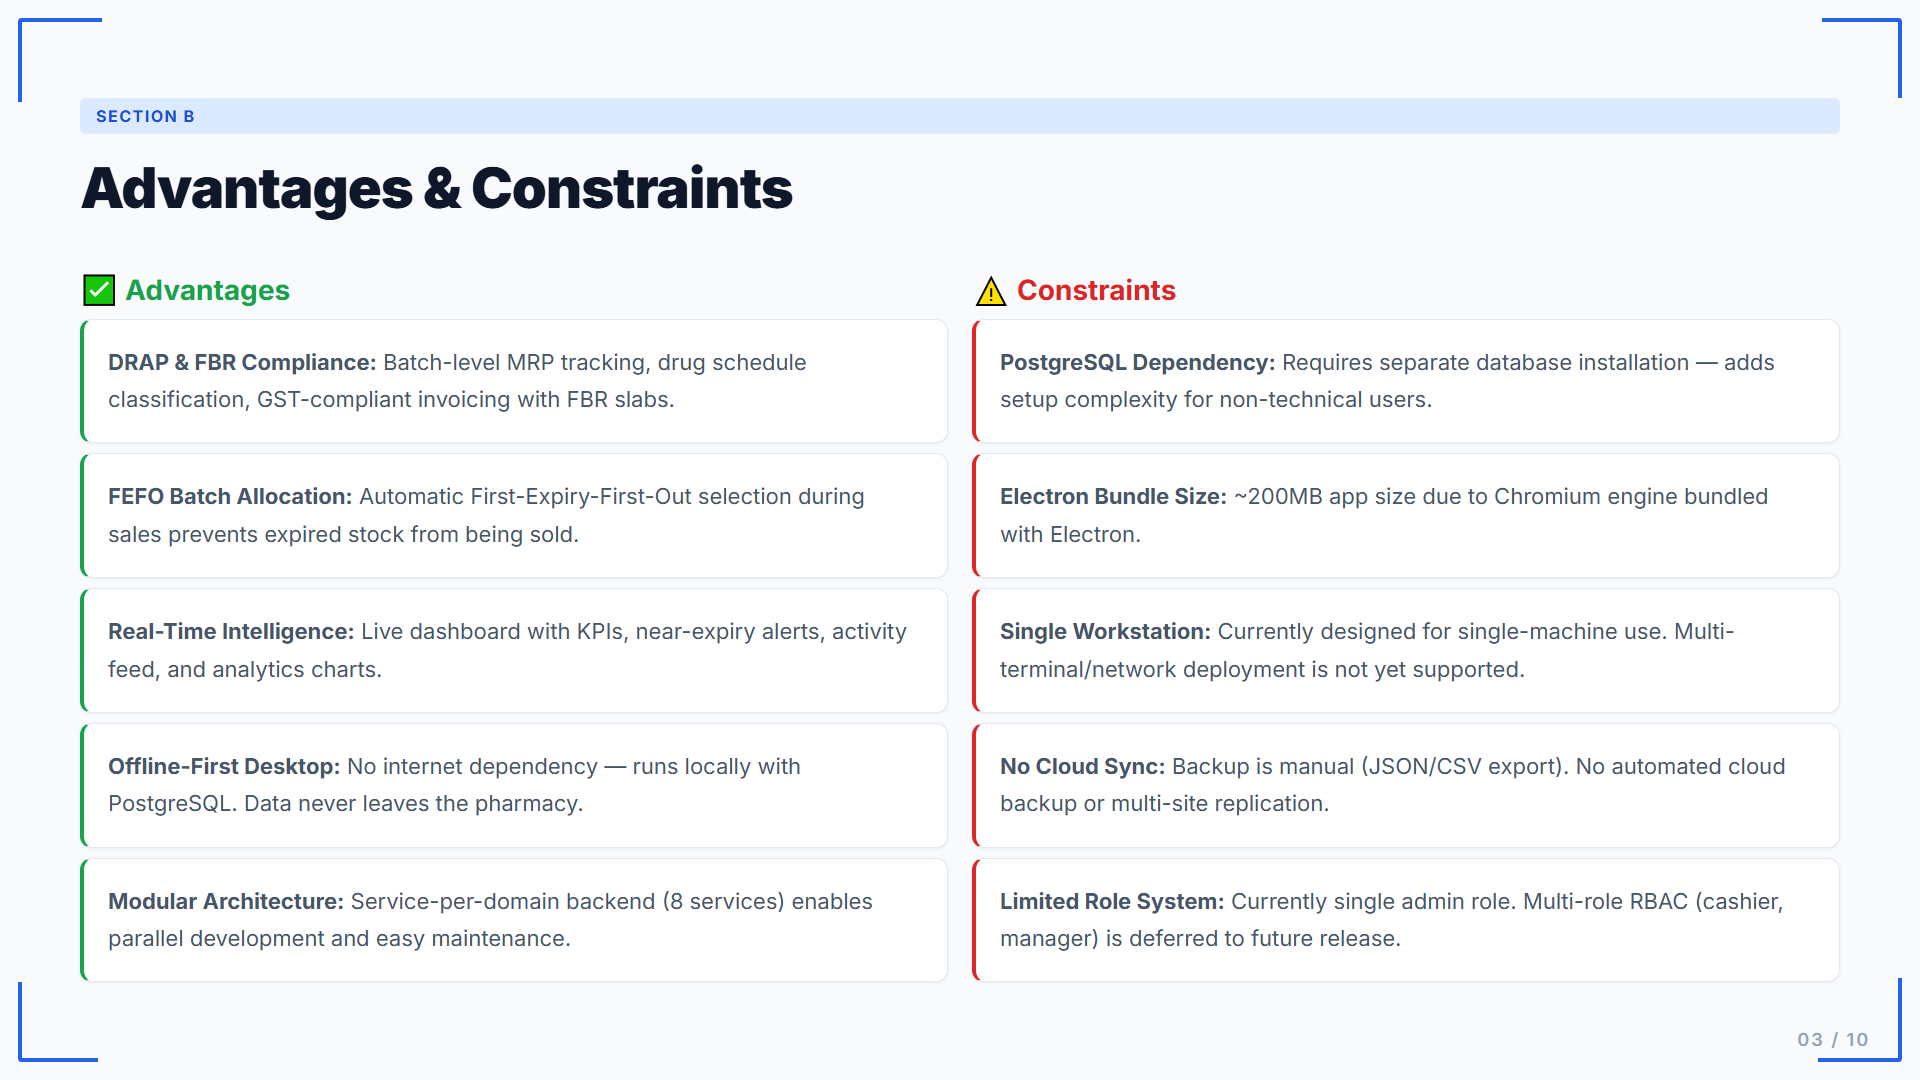 SECTION B
Advantages & Constraints
✅ Advantages
DRAP & FBR Compliance: Batch-level MRP tracking, drug schedule
classification, GST-compliant invoicing with FBR slabs.
FEFO Batch Allocation: Automatic First-Expiry-First-Out selection during
sales prevents expired stock from being sold.
Real-Time Intelligence: Live dashboard with KPIs, near-expiry alerts, activity
feed, and analytics charts.
Offline-First Desktop: No internet dependency — runs locally with
PostgreSQL. Data never leaves the pharmacy.
Modular Architecture: Service-per-domain backend (8 services) enables
parallel development and easy maintenance.
⚠ Constraints
PostgreSQL Dependency: Requires separate database installation — adds
setup complexity for non-technical users.
Electron Bundle Size: ~200MB app size due to Chromium engine bundled
with Electron.
Single Workstation: Currently designed for single-machine use. Multi-
terminal/network deployment is not yet supported.
No Cloud Sync: Backup is manual (JSON/CSV export). No automated cloud
backup or multi-site replication.
Limited Role System: Currently single admin role. Multi-role RBAC (cashier,
manager) is deferred to future release.
03 / 10